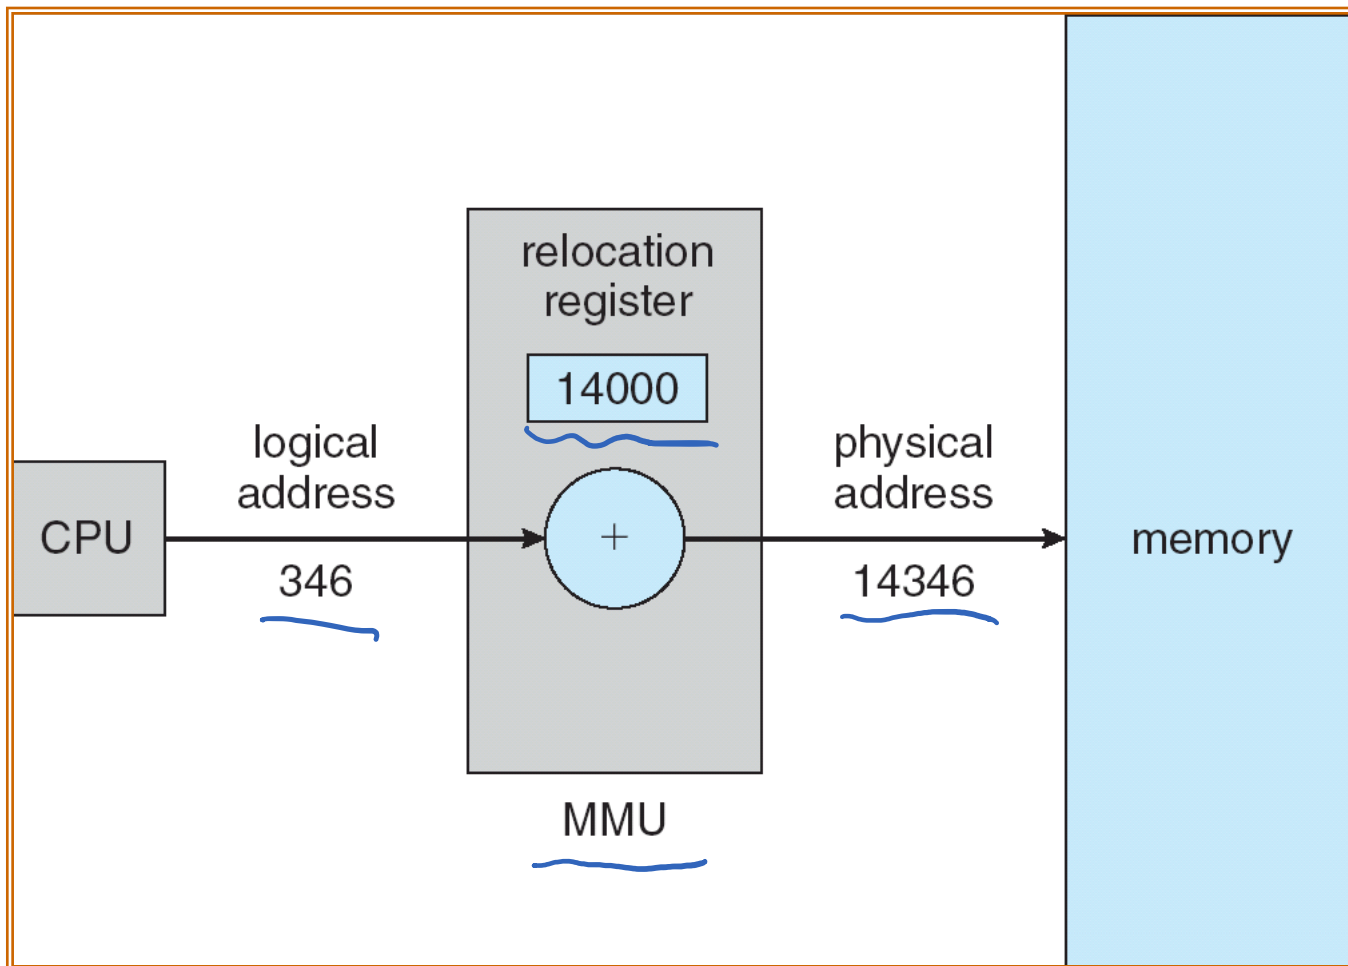 relocation
register
14000
logical
address
physical
address
CPU
+
memory
346
14346
MMU